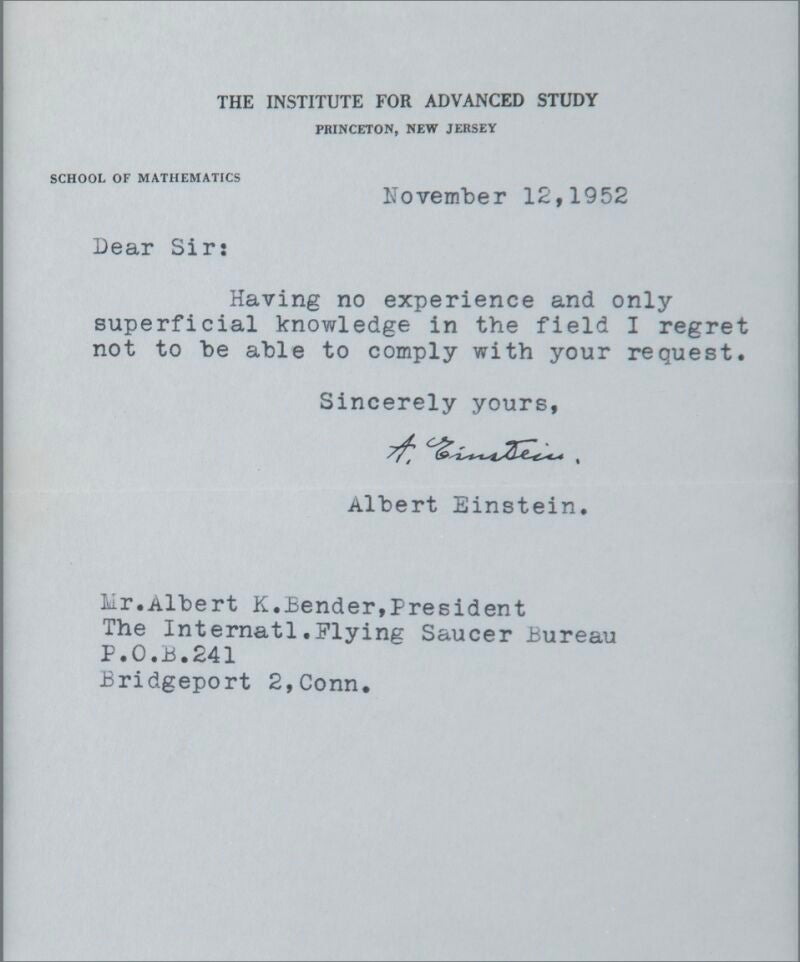 THE INSTITUTE FOR ADVANCED STUDY
PRINCETON, NEW JERSEY
SCHOOL OF MATHEMATICS
November 12,1952
Dear Sir:
Having no experience and only
superficial knowledge in the field I regret
not to be able to comply with your request.
Sincerely yours,
A. Einstein.
Albert Einstein.
Mr.Albert K.Bender,President
The Internatl.Flying Saucer Bureau
P.O.B.241
Bridgeport 2,Conn.